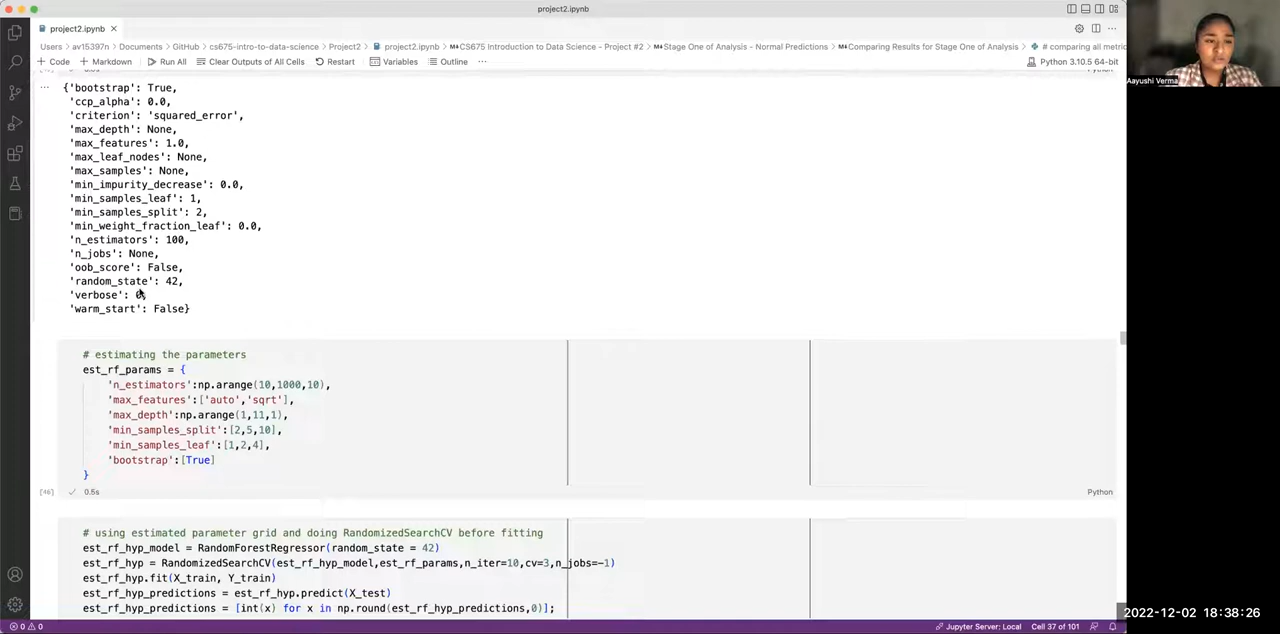 project2.ipynb
project2.ipynb
Users > av15397n > Documents > GitHub > cs675-intro-to-data-science > Project2 > project2.ipynb > M↓CS675 Introduction to Data Science - Project #2 > M↓Stage One of Analysis - Normal Predictions > M↓Comparing Results for Stage One of Analysis > # comparing all metric
+ Code + Markdown Run All Clear Outputs of All Cells Restart Variables Outline ··· Python 3.10.5 64-bit
Aayushi Verma
··· {'bootstrap': True,
'ccp_alpha': 0.0,
'criterion': 'squared_error',
'max_depth': None,
'max_features': 1.0,
'max_leaf_nodes': None,
'max_samples': None,
'min_impurity_decrease': 0.0,
'min_samples_leaf': 1,
'min_samples_split': 2,
'min_weight_fraction_leaf': 0.0,
'n_estimators': 100,
'n_jobs': None,
'oob_score': False,
'random_state': 42,
'verbose': 0,
'warm_start': False}
# estimating the parameters
est_rf_params = {
'n_estimators':np.arange(10,1000,10),
'max_features':['auto','sqrt'],
'max_depth':np.arange(1,11,1),
'min_samples_split':[2,5,10],
'min_samples_leaf':[1,2,4],
'bootstrap':[True]
}
[46] 0.5s Python
# using estimated parameter grid and doing RandomizedSearchCV before fitting
est_rf_hyp_model = RandomForestRegressor(random_state = 42)
est_rf_hyp = RandomizedSearchCV(est_rf_hyp_model,est_rf_params,n_iter=10,cv=3,n_jobs=-1)
est_rf_hyp.fit(X_train, Y_train)
est_rf_hyp_predictions = est_rf_hyp.predict(X_test)
est_rf_hyp_predictions = [int(x) for x in np.round(est_rf_hyp_predictions,0)];
2022-12-02 18:38:26
0 0 Jupyter Server: Local Cell 37 of 101